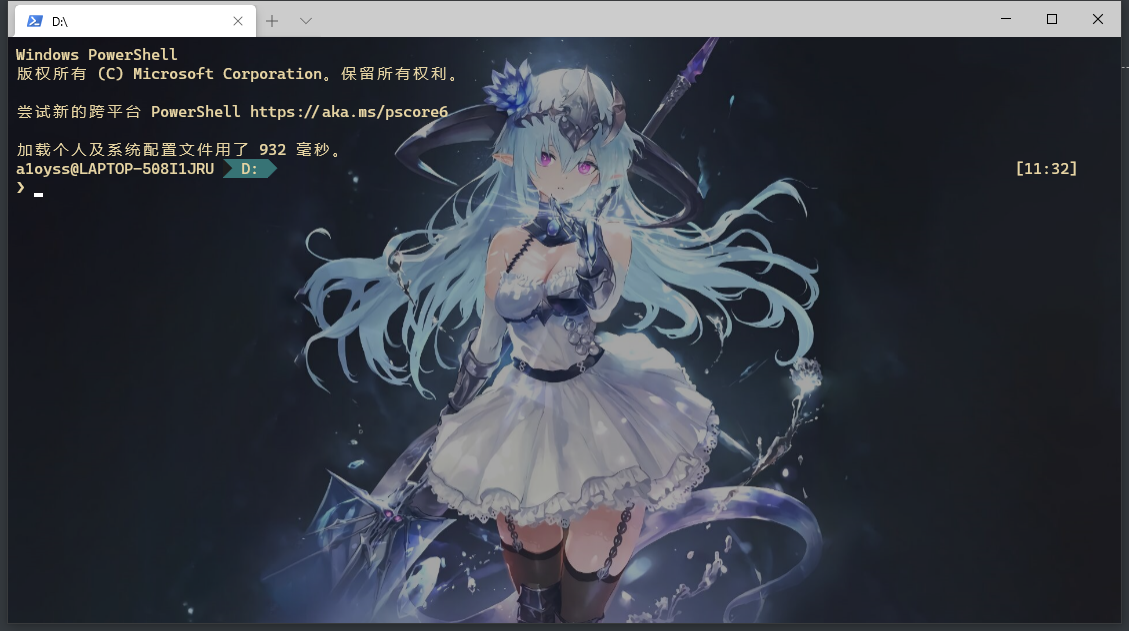 D:\
Windows PowerShell
版权所有 (C) Microsoft Corporation。保留所有权利。
尝试新的跨平台 PowerShell https://aka.ms/pscore6
加载个人及系统配置文件用了 932 毫秒。
a1oyss@LAPTOP-508I1JRU D: [11:32]
❯